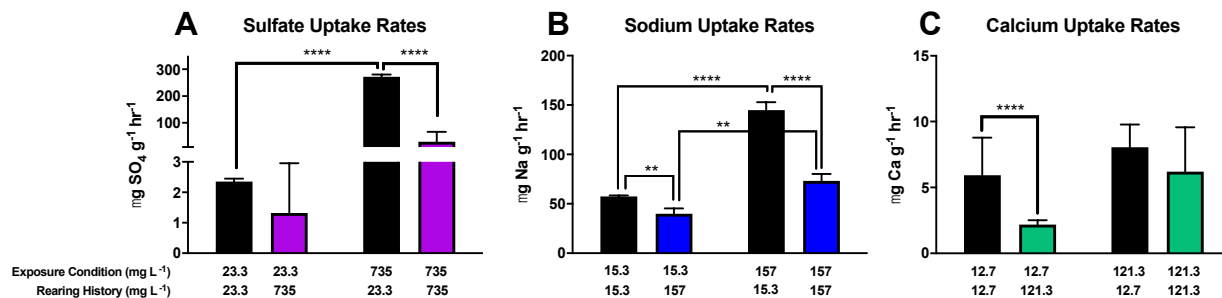 A Sulfate Uptake Rates
mg SO₄ g⁻¹ hr⁻¹
300
200
100
3
2
1
0
****
****
23.3 23.3 735 735
23.3 735 23.3 735
B Sodium Uptake Rates
mg Na g⁻¹ hr⁻¹
200
150
100
50
0
****
****
**
**
15.3 15.3 157 157
15.3 157 15.3 157
C Calcium Uptake Rates
mg Ca g⁻¹ hr⁻¹
15
10
5
0
****
12.7 12.7 121.3 121.3
12.7 121.3 121.3 121.3
Exposure Condition (mg L⁻¹)
Rearing History (mg L⁻¹)